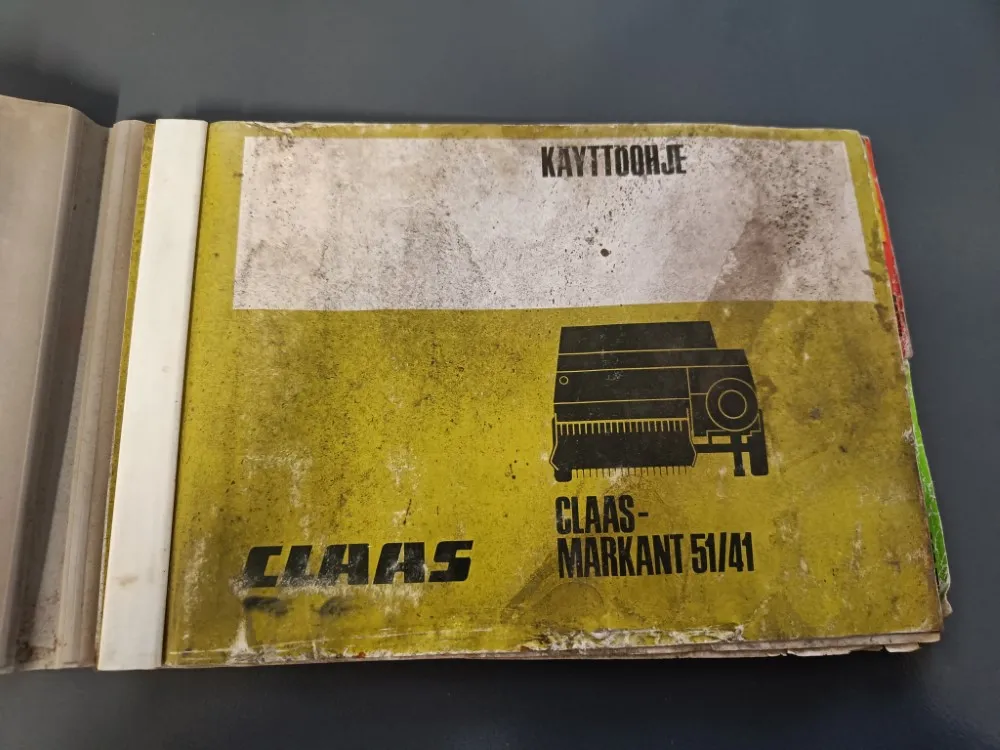 KÄYTTÖOHJE
CLAAS-
MARKANT 51/41
CLAAS